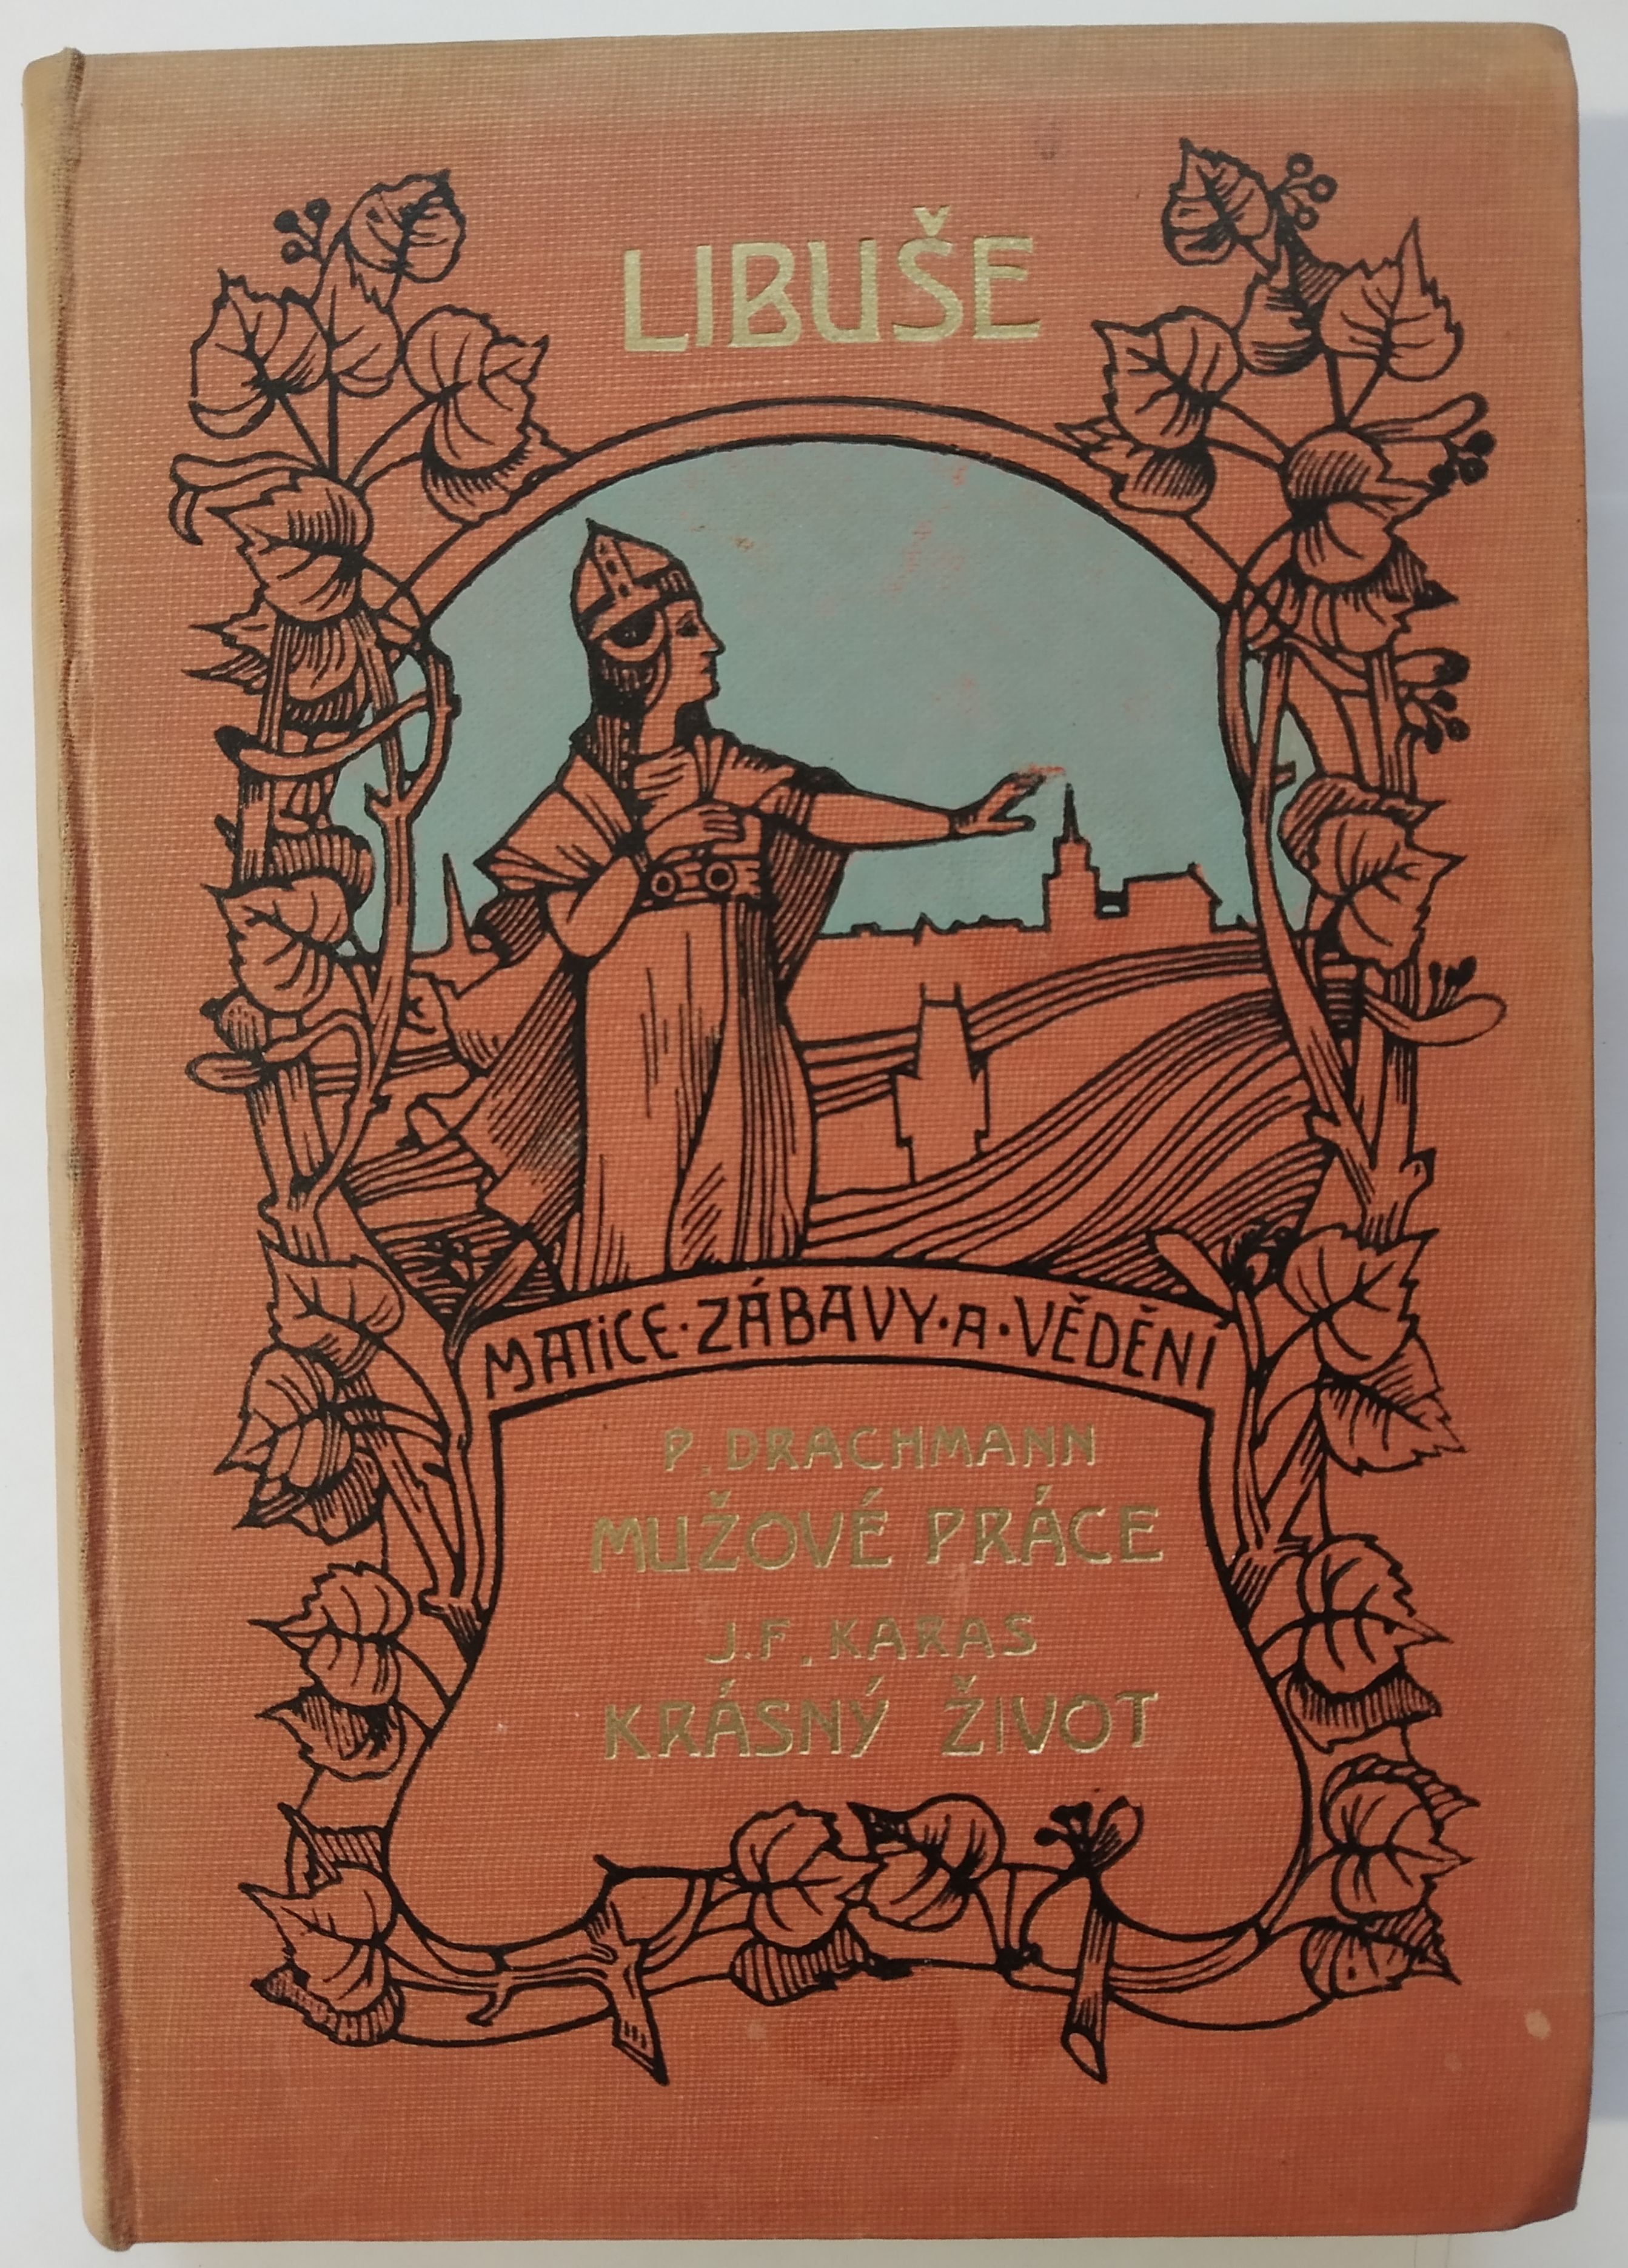 LIBUŠE
MATICE · ZÁBAVY · A · VĚDĚNÍ
P. DRACHMANN
MUŽOVÉ PRÁCE
J. F. KARAS
KRÁSNÝ ŽIVOT